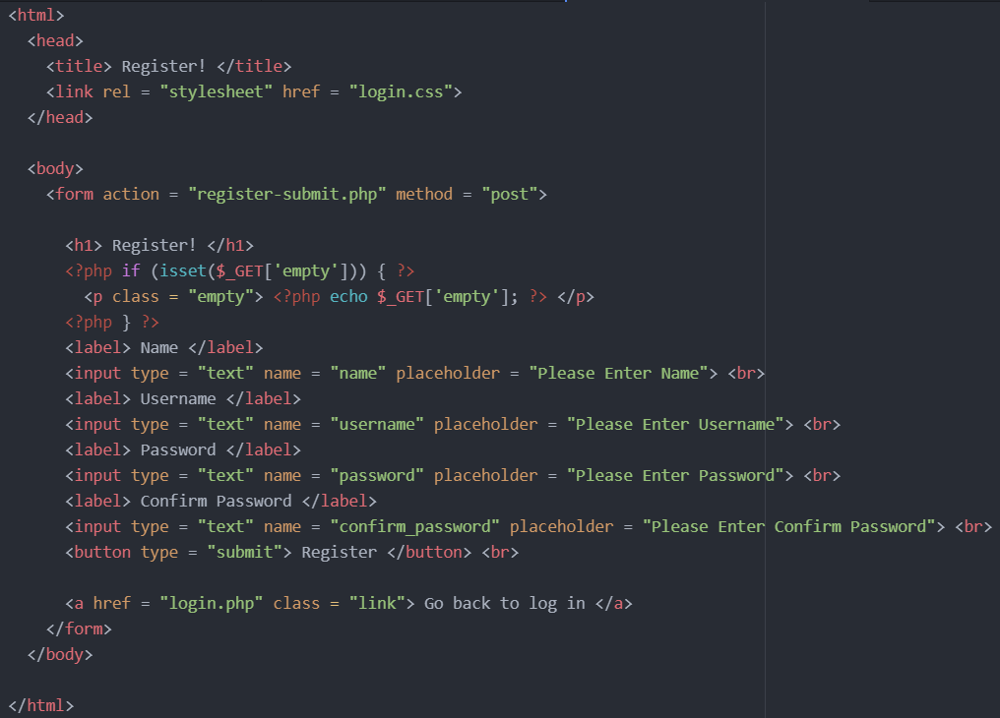 <html>
<head>
<title> Register! </title>
<link rel = "stylesheet" href = "login.css">
</head>
<body>
<form action = "register-submit.php" method = "post">
<h1> Register! </h1>
<?php if (isset($_GET['empty'])) { ?>
<p class = "empty"> <?php echo $_GET['empty']; ?> </p>
<?php } ?>
<label> Name </label>
<input type = "text" name = "name" placeholder = "Please Enter Name"> <br>
<label> Username </label>
<input type = "text" name = "username" placeholder = "Please Enter Username"> <br>
<label> Password </label>
<input type = "text" name = "password" placeholder = "Please Enter Password"> <br>
<label> Confirm Password </label>
<input type = "text" name = "confirm_password" placeholder = "Please Enter Confirm Password"> <br>
<button type = "submit"> Register </button> <br>
<a href = "login.php" class = "link"> Go back to log in </a>
</form>
</body>
</html>